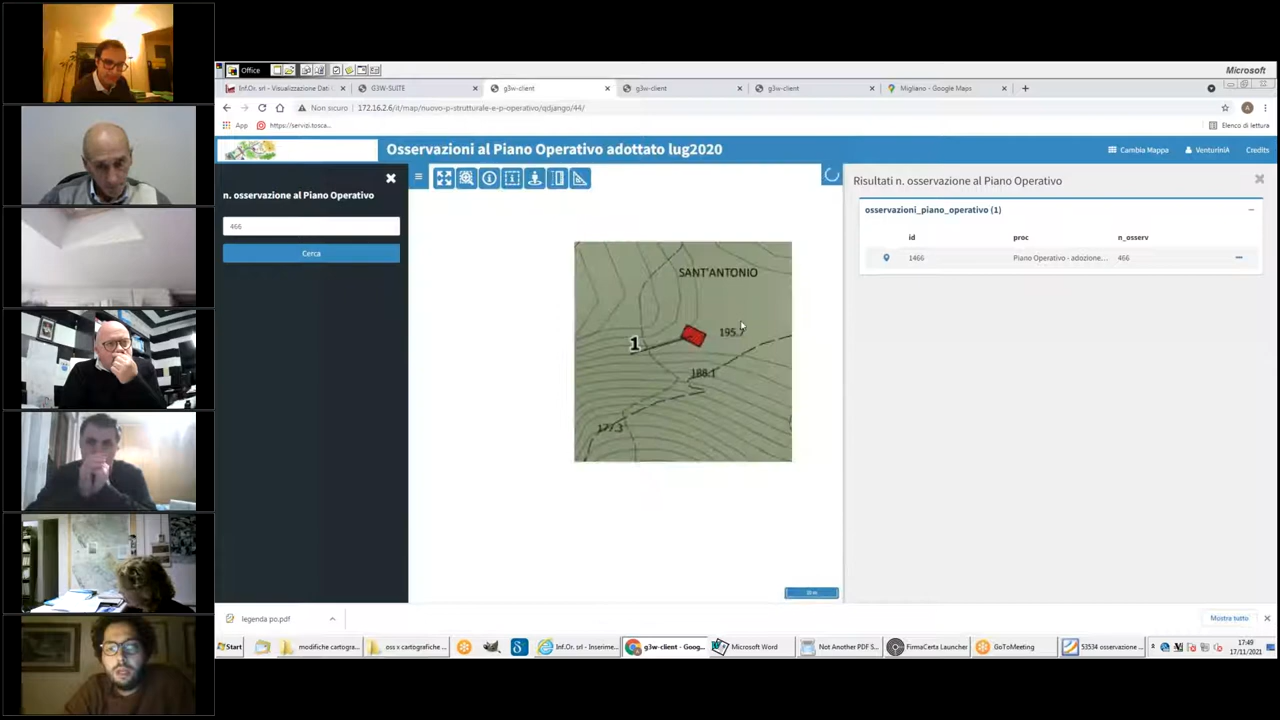 Office
Microsoft
Inf.Or. srl - Visualizzazione Dati
G3W-SUITE
g3w-client
g3w-client
g3w-client
Migliano - Google Maps
Non sicuro
172.16.2.6/it/map/nuovo-p-strutturale-e-p-operativo/qdjango/44/
App
https://servizi.tosca...
Elenco di lettura
Osservazioni al Piano Operativo adottato lug2020
Cambia Mappa
VenturiniA
Credits
n. osservazione al Piano Operativo
466
Cerca
SANT'ANTONIO
195.7
1
188.1
177.3
Risultati n. osservazione al Piano Operativo
osservazioni_piano_operativo (1)
id proc n_osserv
1466 Piano Operativo - adozione... 466
legenda po.pdf
Mostra tutto
Start
modifiche cartogra...
oss x cartografiche ...
Inf.Or. srl - Inserime...
g3w-client - Goog...
Microsoft Word
Not Another PDF S...
FirmaCerta Launcher
GoToMeeting
53534 osservazione ...
17:49
17/11/2021